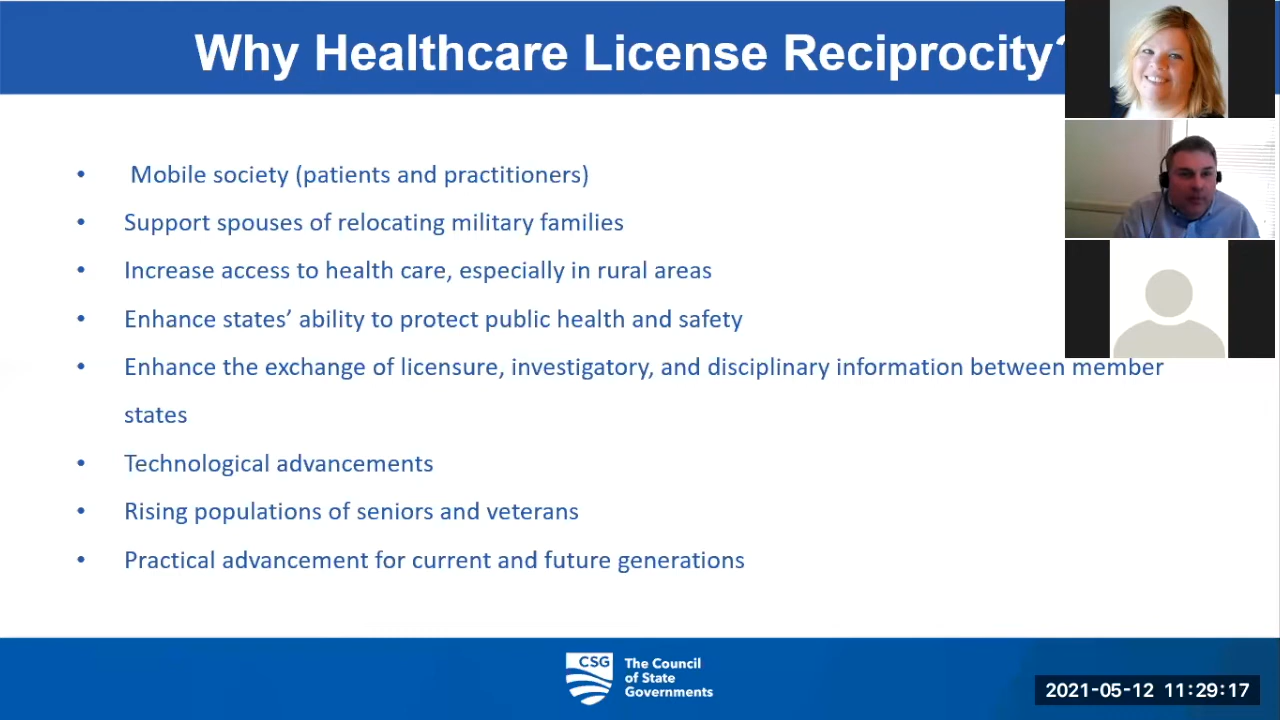 Why Healthcare License Reciprocity?
• Mobile society (patients and practitioners)
• Support spouses of relocating military families
• Increase access to health care, especially in rural areas
• Enhance states’ ability to protect public health and safety
• Enhance the exchange of licensure, investigatory, and disciplinary information between member
states
• Technological advancements
• Rising populations of seniors and veterans
• Practical advancement for current and future generations
CSG
The Council
of State
Governments
2021-05-12 11:29:17